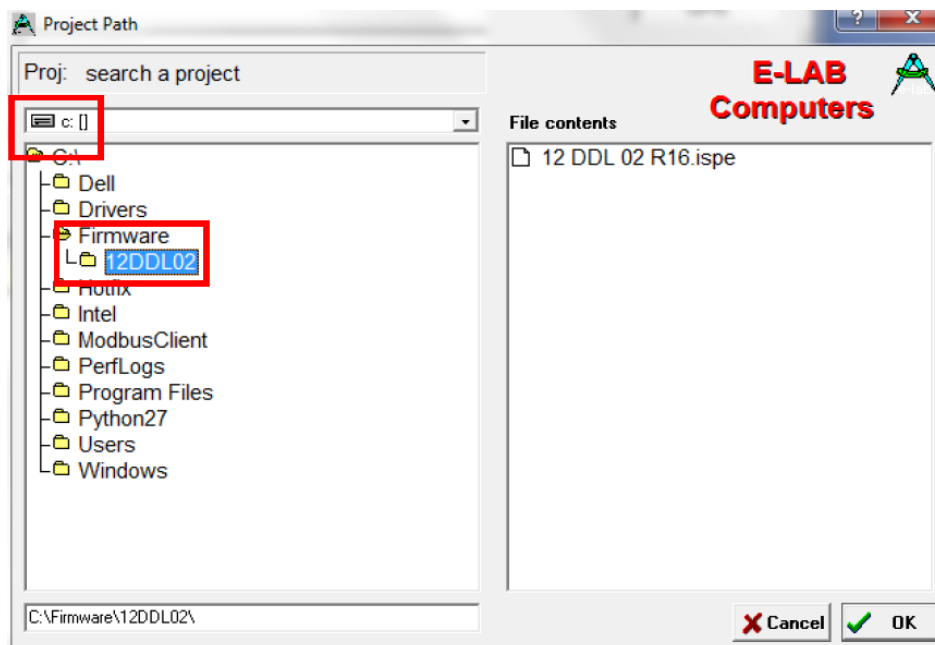 Project Path
Proj: search a project
E-LAB
Computers
c: []
File contents
C:\
12 DDL 02 R16.ispe
Dell
Drivers
Firmware
12DDL02
Hotfix
Intel
ModbusClient
PerfLogs
Program Files
Python27
Users
Windows
C:\Firmware\12DDL02\
Cancel
OK